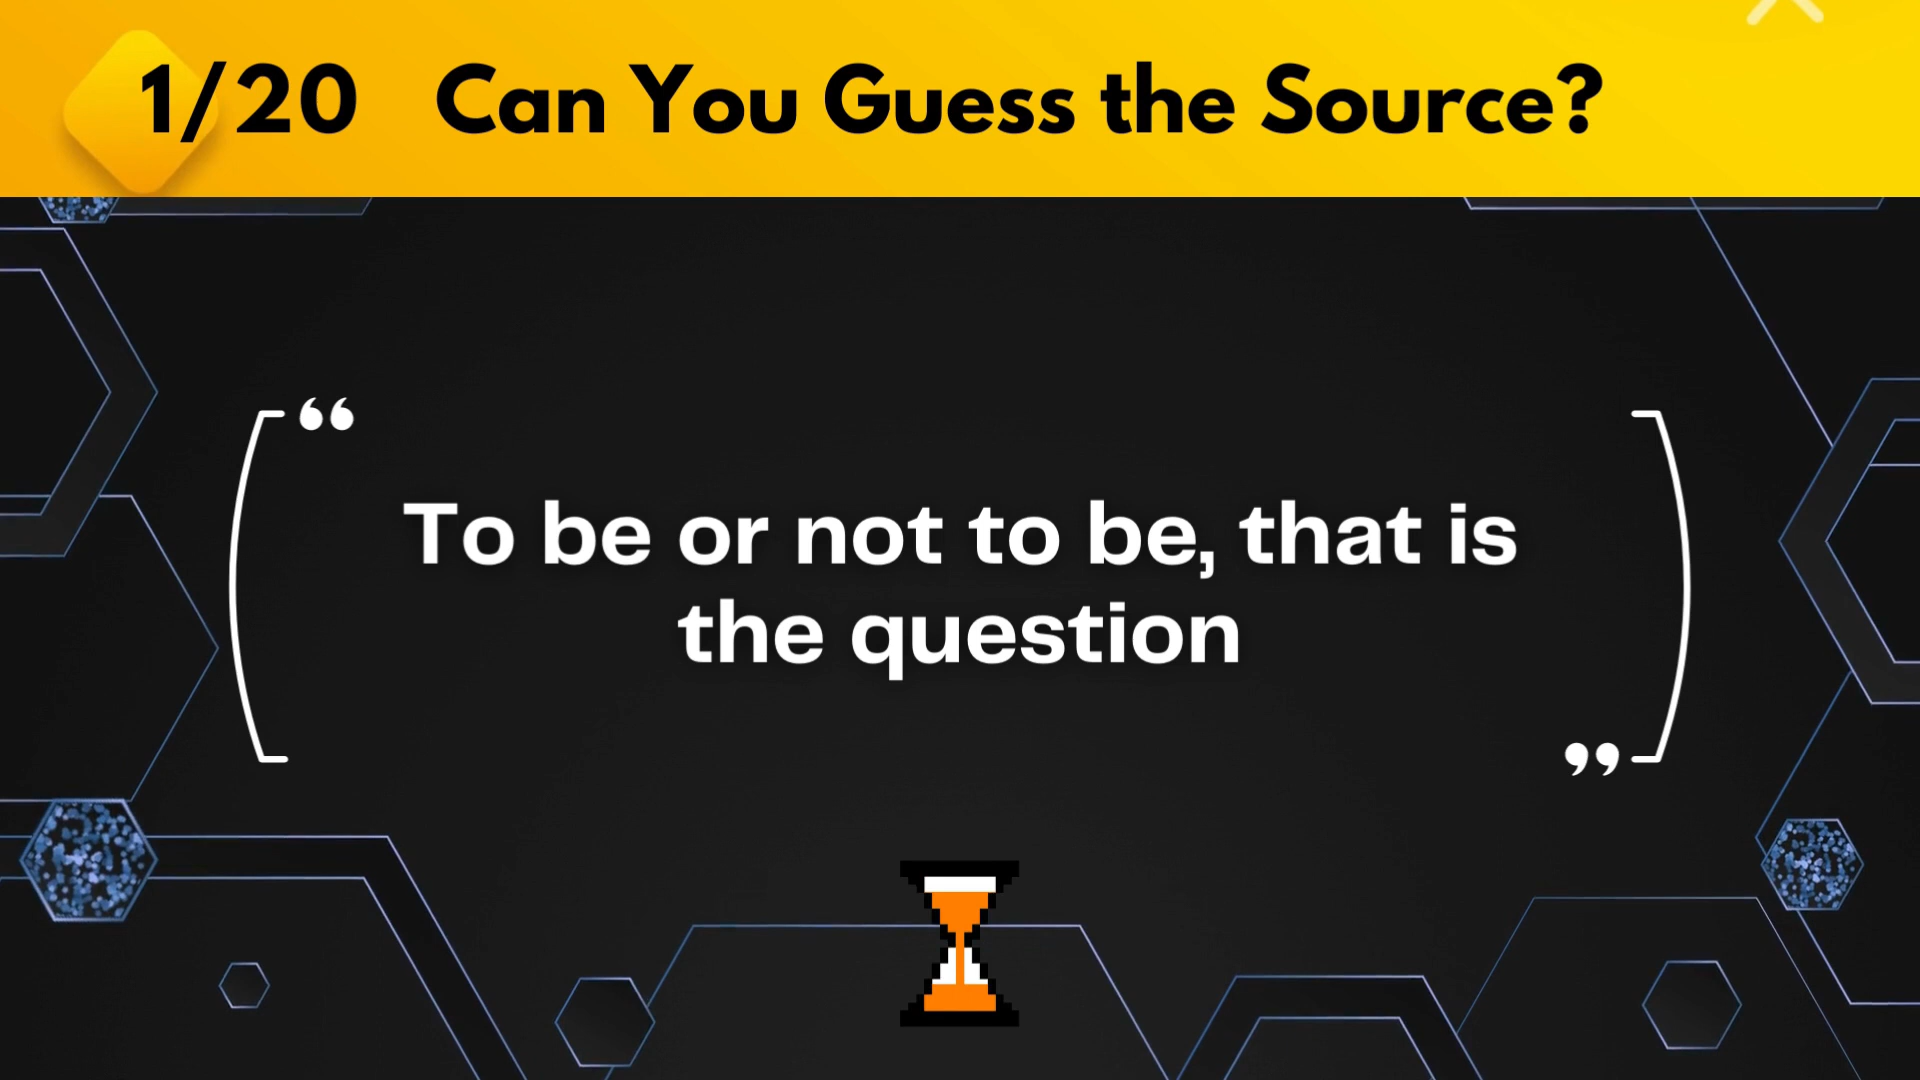 1/20 Can You Guess the Source?
“
To be or not to be, that is
the question
”